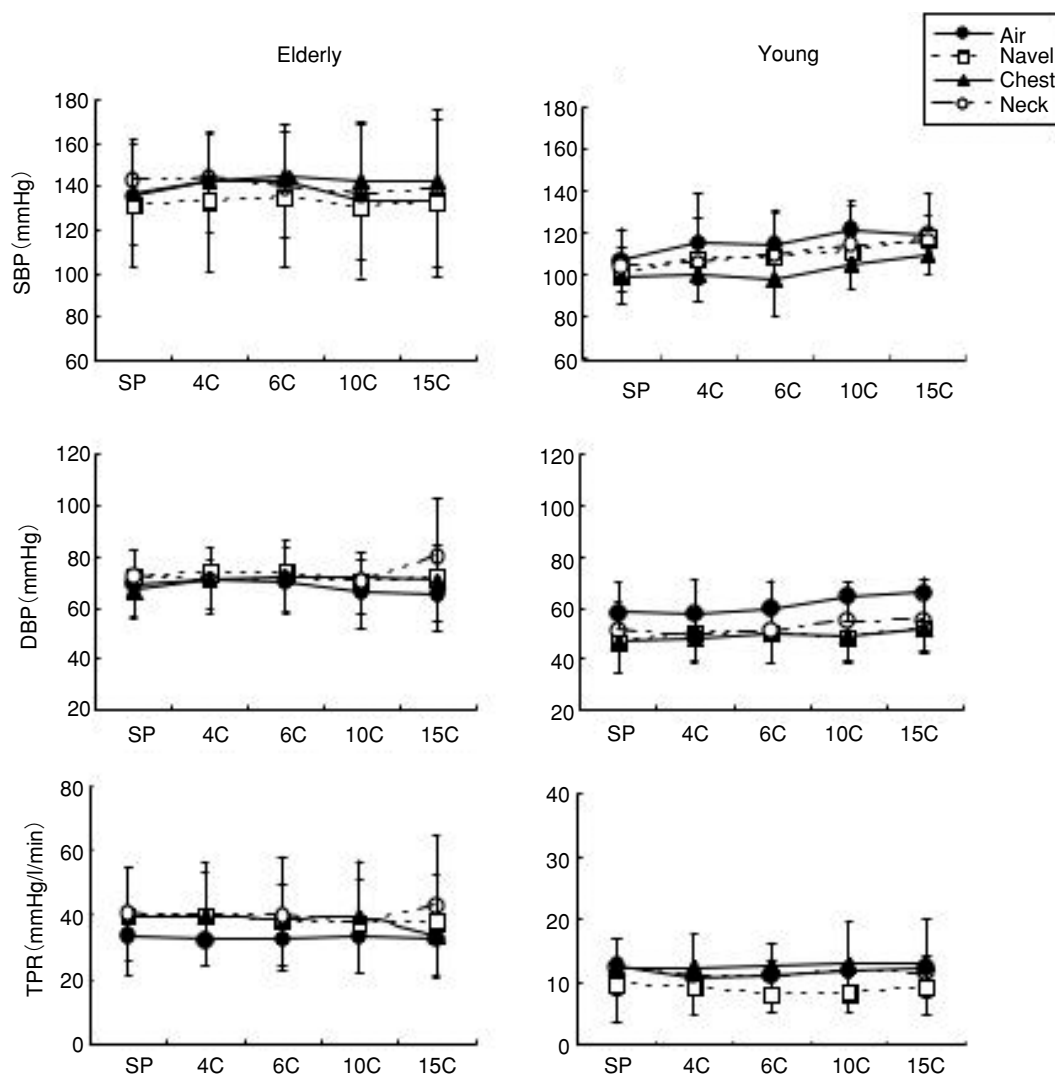 Elderly
Young
Air
Navel
Chest
Neck
SBP(mmHg)
180
160
140
120
100
80
60
SP 4C 6C 10C 15C
180
160
140
120
100
80
60
SP 4C 6C 10C 15C
DBP(mmHg)
120
100
80
60
40
20
SP 4C 6C 10C 15C
120
100
80
60
40
20
SP 4C 6C 10C 15C
TPR(mmHg/l/min)
80
60
40
20
0
SP 4C 6C 10C 15C
40
30
20
10
0
SP 4C 6C 10C 15C